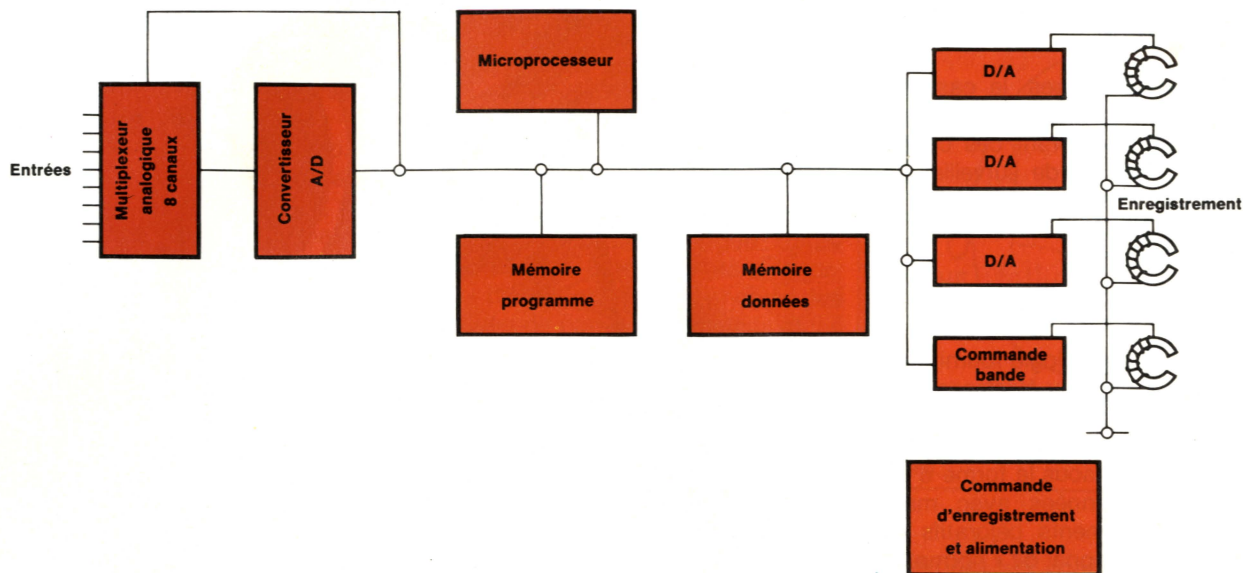 Entrées
Multiplexeur
analogique
8 canaux
Convertisseur
A/D
Microprocesseur
Mémoire
programme
Mémoire
données
D/A
D/A
D/A
Commande
bande
Enregistrement
Commande
d'enregistrement
et alimentation